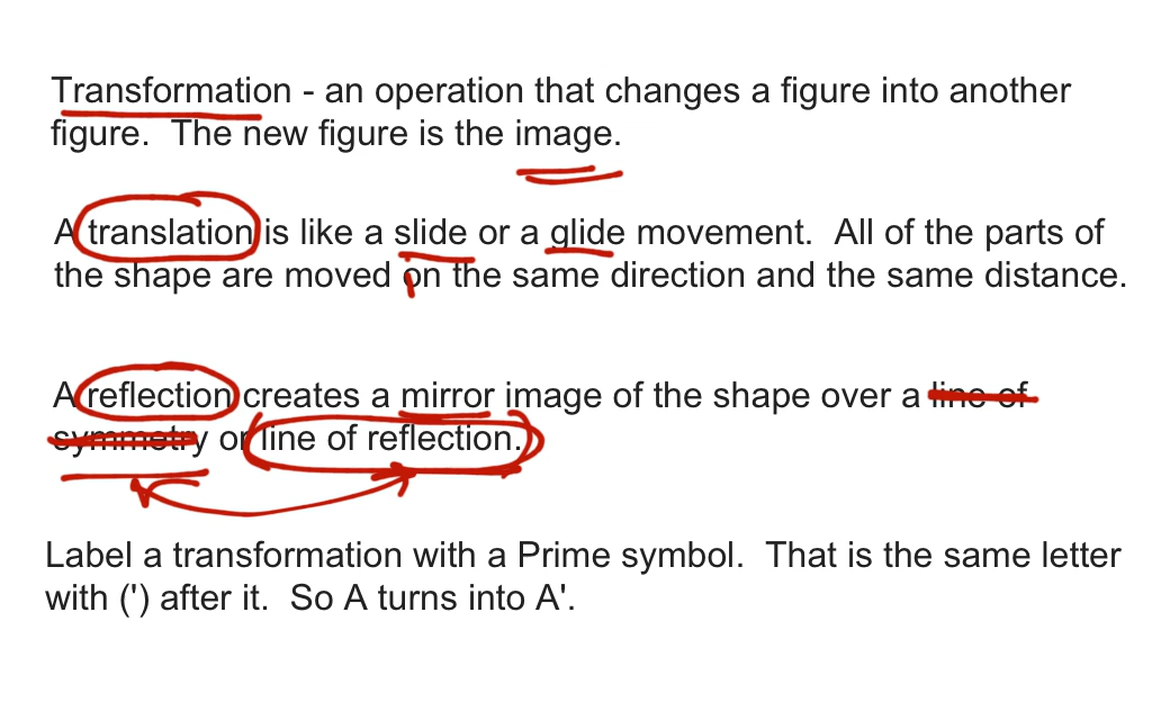 Transformation - an operation that changes a figure into another
figure.  The new figure is the image.
A translation is like a slide or a glide movement.  All of the parts of
the shape are moved on the same direction and the same distance.
A reflection creates a mirror image of the shape over a line of
symmetry or line of reflection.
Label a transformation with a Prime symbol.  That is the same letter
with (') after it.  So A turns into A'.